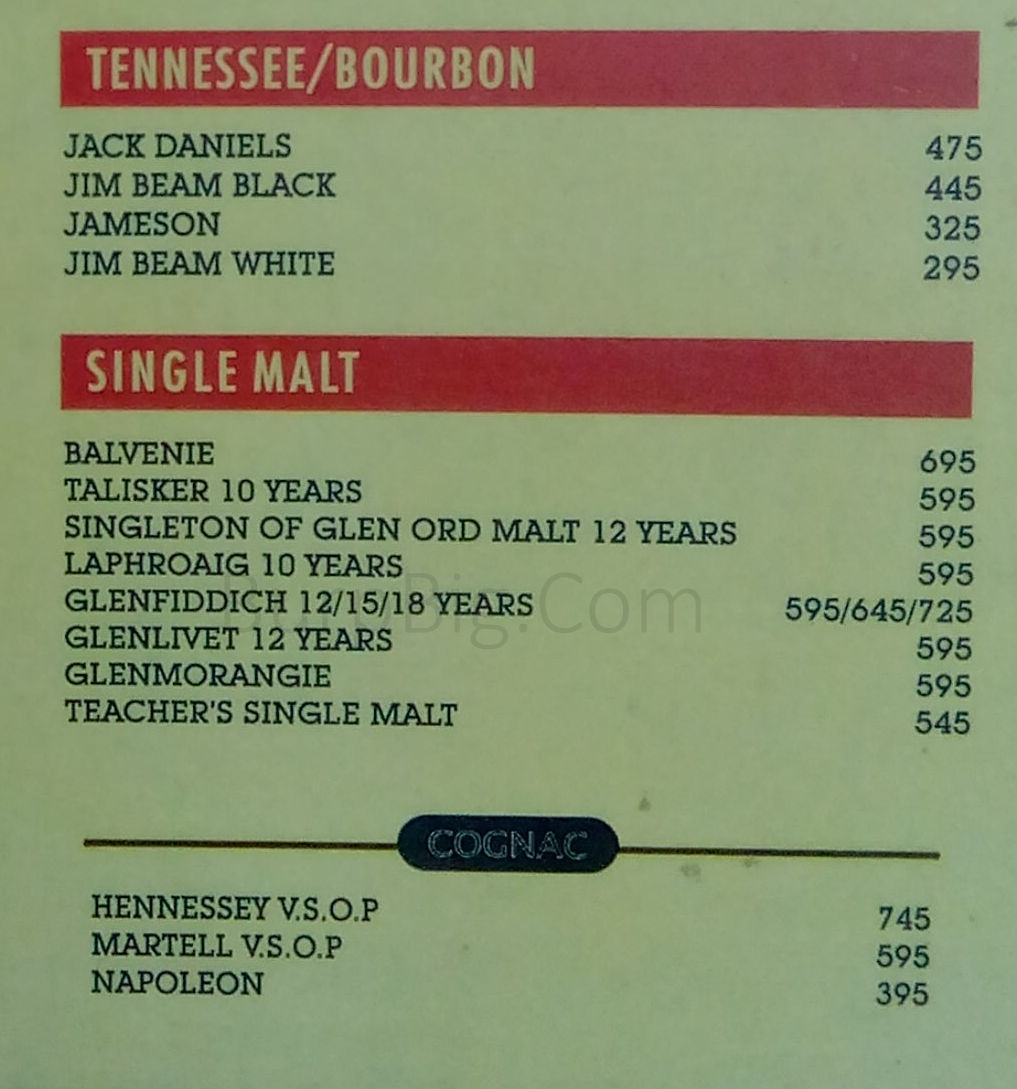 TENNESSEE/BOURBON
JACK DANIELS 475
JIM BEAM BLACK 445
JAMESON 325
JIM BEAM WHITE 295
SINGLE MALT
BALVENIE 695
TALISKER 10 YEARS 595
SINGLETON OF GLEN ORD MALT 12 YEARS 595
LAPHROAIG 10 YEARS 595
GLENFIDDICH 12/15/18 YEARS 595/645/725
GLENLIVET 12 YEARS 595
GLENMORANGIE 595
TEACHER'S SINGLE MALT 545
COGNAC
HENNESSEY V.S.O.P 745
MARTELL V.S.O.P 595
NAPOLEON 395